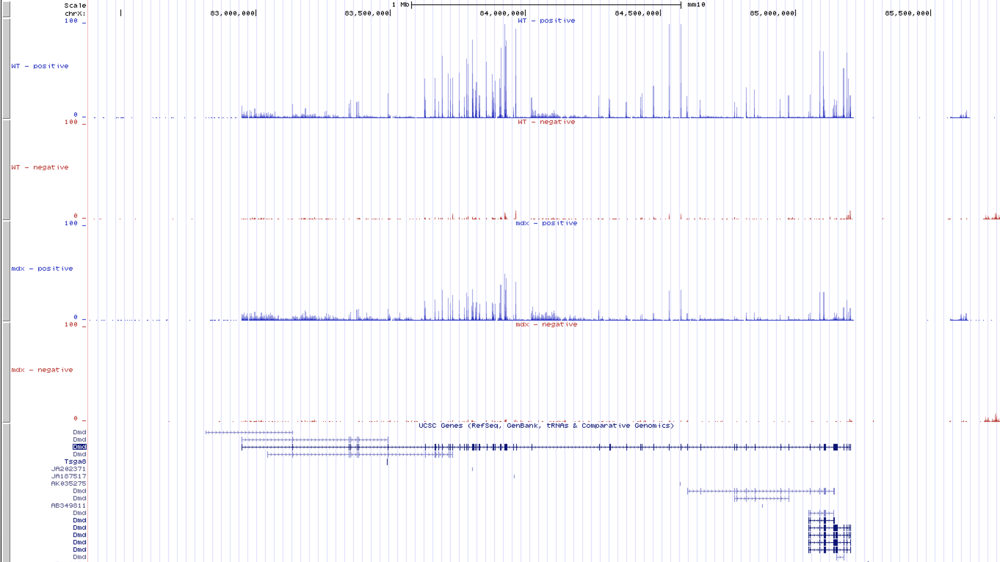 Scale 1 Mb mm10
chrX: 83,000,000 83,500,000 84,000,000 84,500,000 85,000,000 85,500,000
100 _ WT - positive
WT - positive
0 _
100 _ WT - negative
WT - negative
0 _
100 _ mdx - positive
mdx - positive
0 _
100 _ mdx - negative
mdx - negative
0 _
UCSC Genes (RefSeq, GenBank, tRNAs & Comparative Genomics)
Dmd
Dmd
Dmd
Dmd
Tsga8
JA202371
JA187517
AK035275
Dmd
Dmd
AB349811
Dmd
Dmd
Dmd
Dmd
Dmd
Dmd
Dmd